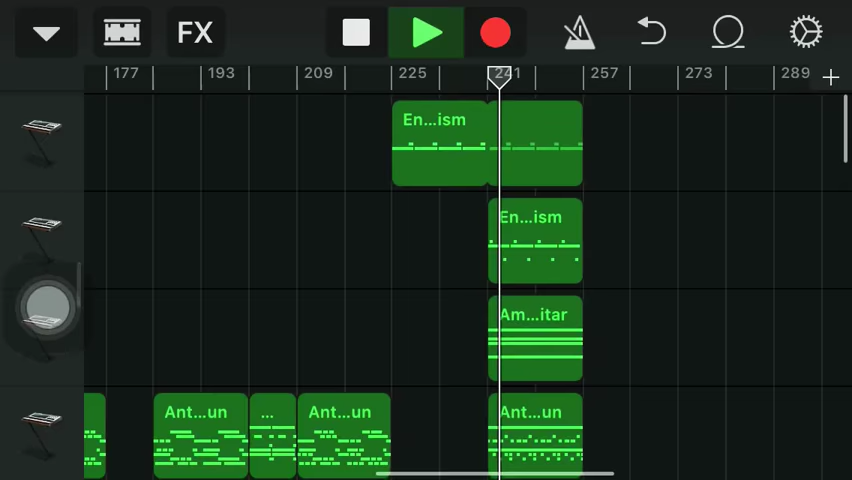 FX
177 193 209 225 241 257 273 289 +
En...ism
En...ism
Am...itar
Ant...un ... Ant...un Ant...un